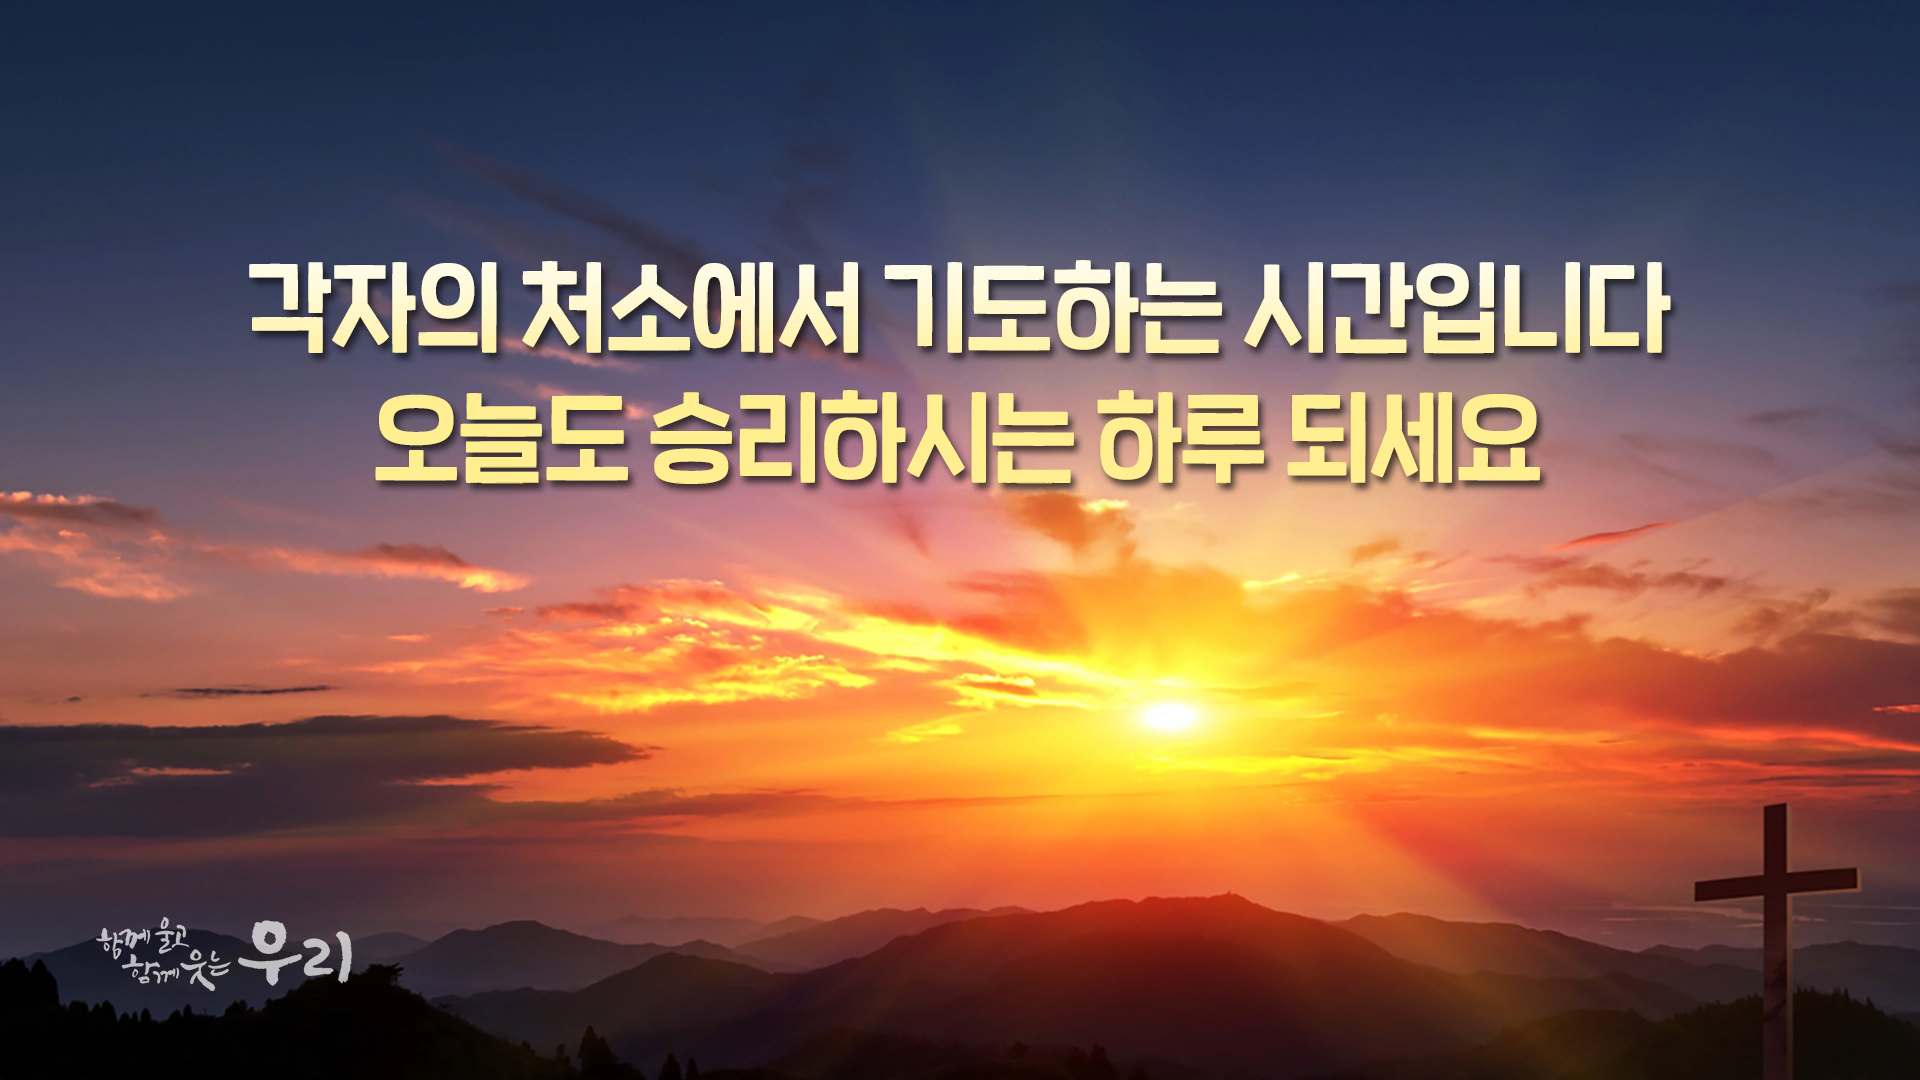 각자의 처소에서 기도하는 시간입니다
오늘도 승리하시는 하루 되세요
함께 울고
함께 웃는 우리